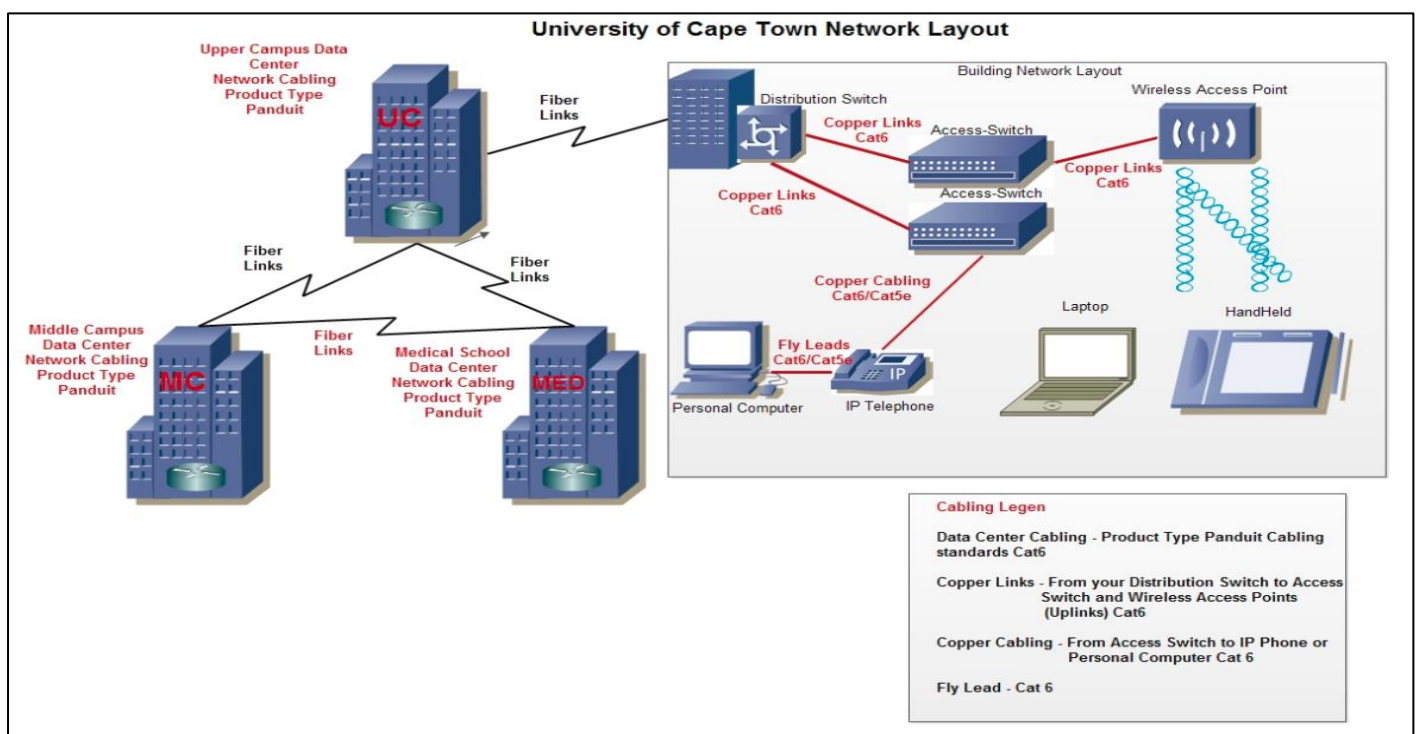 University of Cape Town Network Layout
Upper Campus Data
Center
Network Cabling
Product Type
Panduit
UC
Fiber
Links
Building Network Layout
Distribution Switch
Wireless Access Point
Copper Links
Cat6
Access-Switch
Copper Links
Cat6
Copper Links
Cat6
Access-Switch
Fiber
Links
Fiber
Links
Copper Cabling
Cat6/Cat5e
Laptop
HandHeld
Middle Campus
Data Center
Network Cabling
Product Type
Panduit
MC
Fiber
Links
Medical School
Data Center
Network Cabling
Product Type
Panduit
MED
Fly Leads
Cat6/Cat5e
IP
Personal Computer
IP Telephone
Cabling Legen
Data Center Cabling - Product Type Panduit Cabling
standards Cat6
Copper Links - From your Distribution Switch to Access
Switch and Wireless Access Points
(Uplinks) Cat6
Copper Cabling - From Access Switch to IP Phone or
Personal Computer Cat 6
Fly Lead - Cat 6